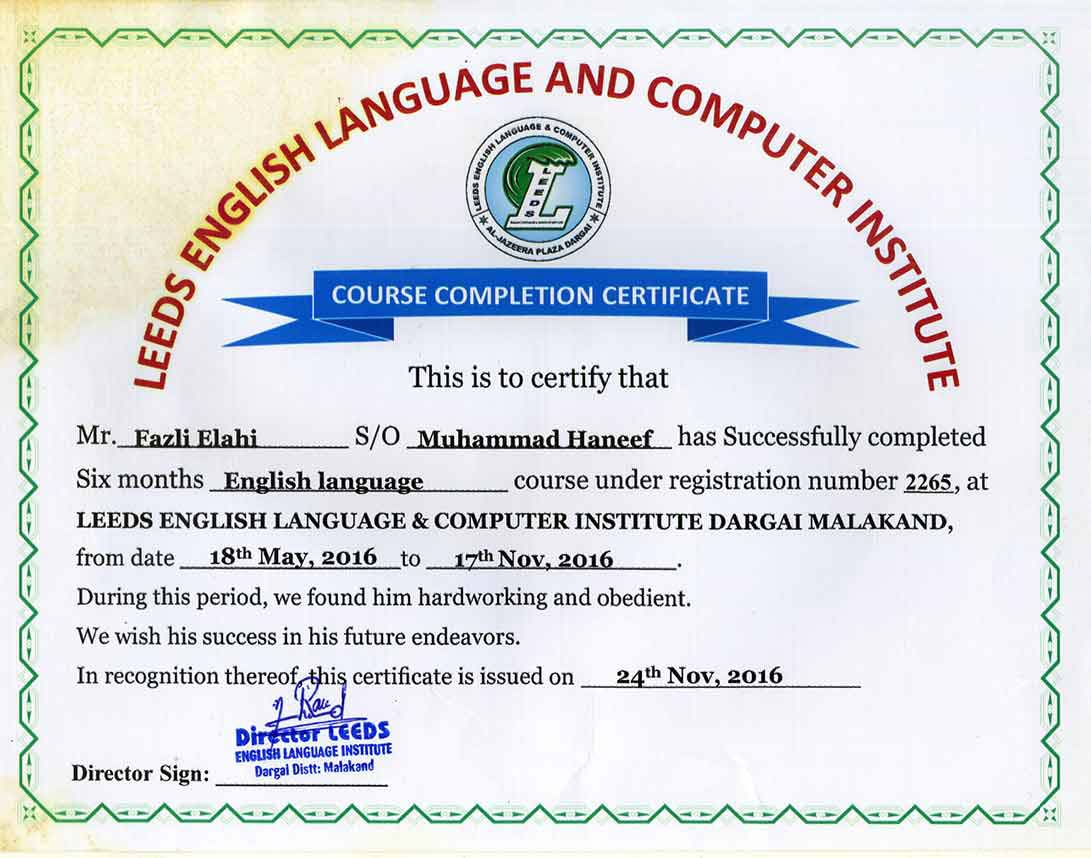 LEEDS ENGLISH LANGUAGE AND COMPUTER INSTITUTE
LEEDS ENGLISH LANGUAGE & COMPUTER INSTITUTE
LEEDS
L
AL-JAZEERA PLAZA DARGAI
COURSE COMPLETION CERTIFICATE
This is to certify that
Mr. Fazli Elahi S/O Muhammad Haneef has Successfully completed
Six months English language course under registration number 2265, at
LEEDS ENGLISH LANGUAGE & COMPUTER INSTITUTE DARGAI MALAKAND,
from date 18th May, 2016 to 17th Nov, 2016.
During this period, we found him hardworking and obedient.
We wish his success in his future endeavors.
In recognition thereof, this certificate is issued on 24th Nov, 2016
Director LEEDS
ENGLISH LANGUAGE INSTITUTE
Dargai Distt: Malakand
Director Sign: